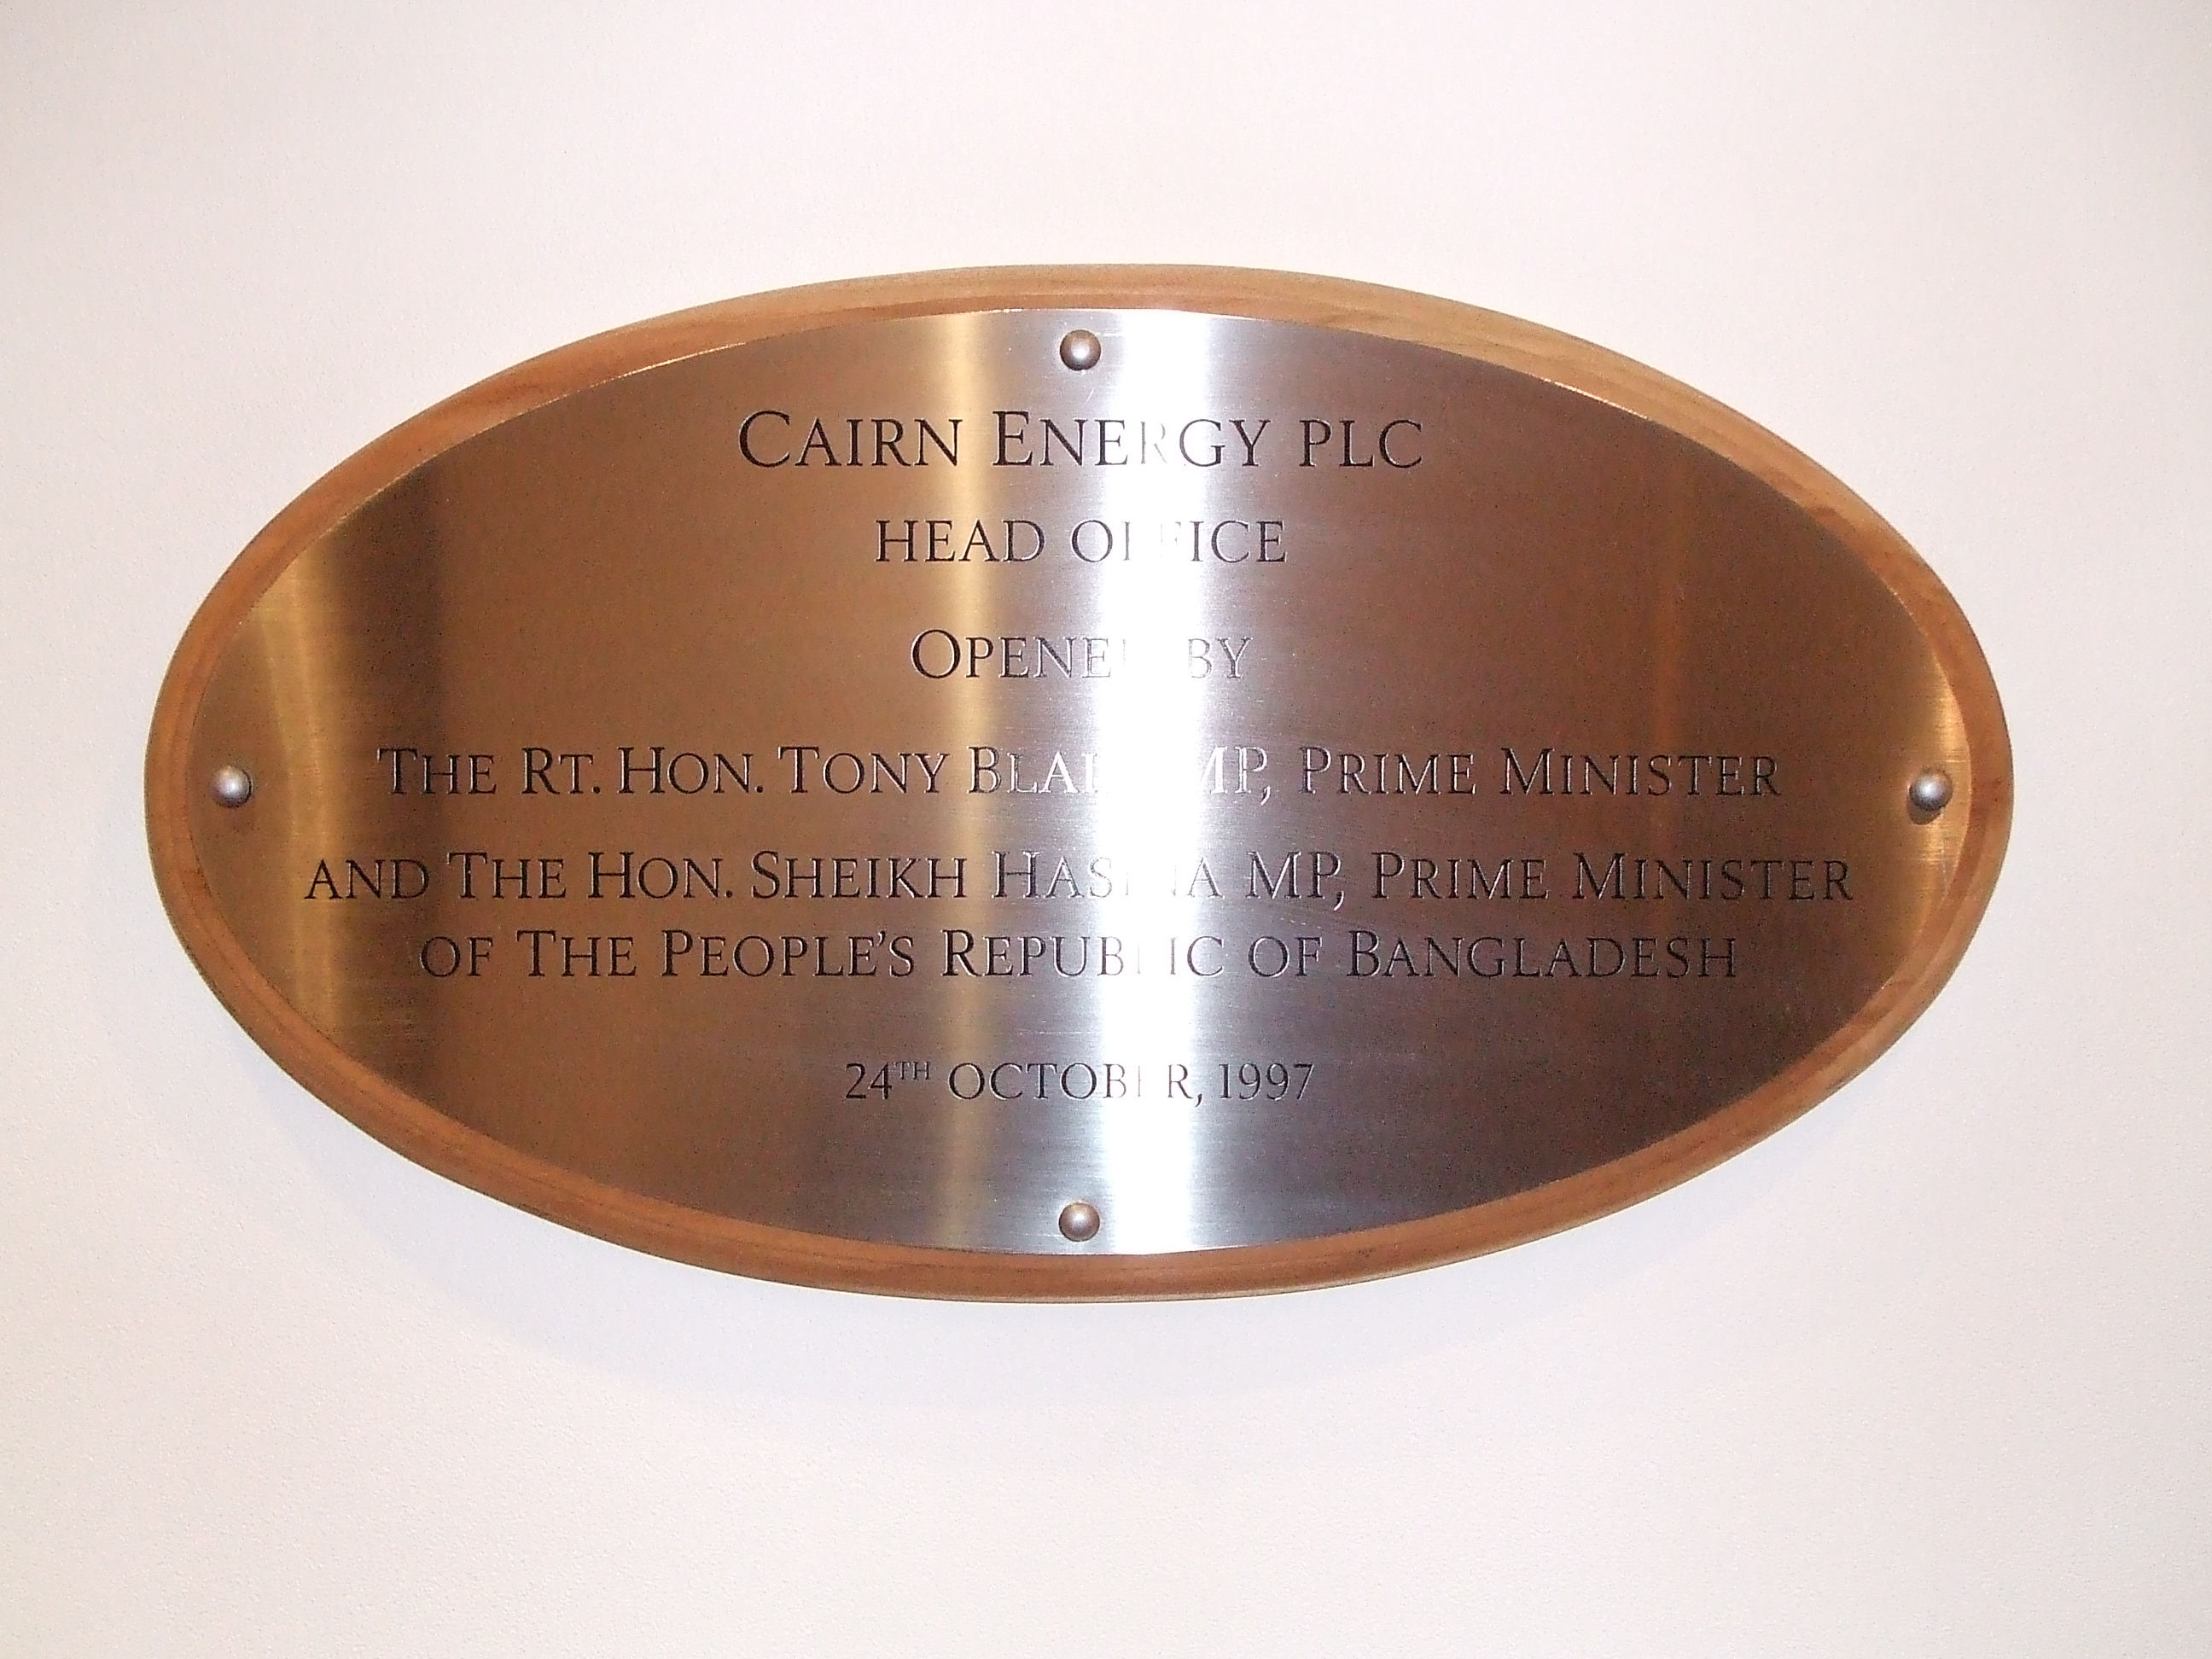 CAIRN ENERGY PLC
HEAD OFFICE
OPENED BY
THE RT. HON. TONY BLAIR MP, PRIME MINISTER
AND THE HON. SHEIKH HASINA MP, PRIME MINISTER
OF THE PEOPLE'S REPUBLIC OF BANGLADESH
24TH OCTOBER, 1997